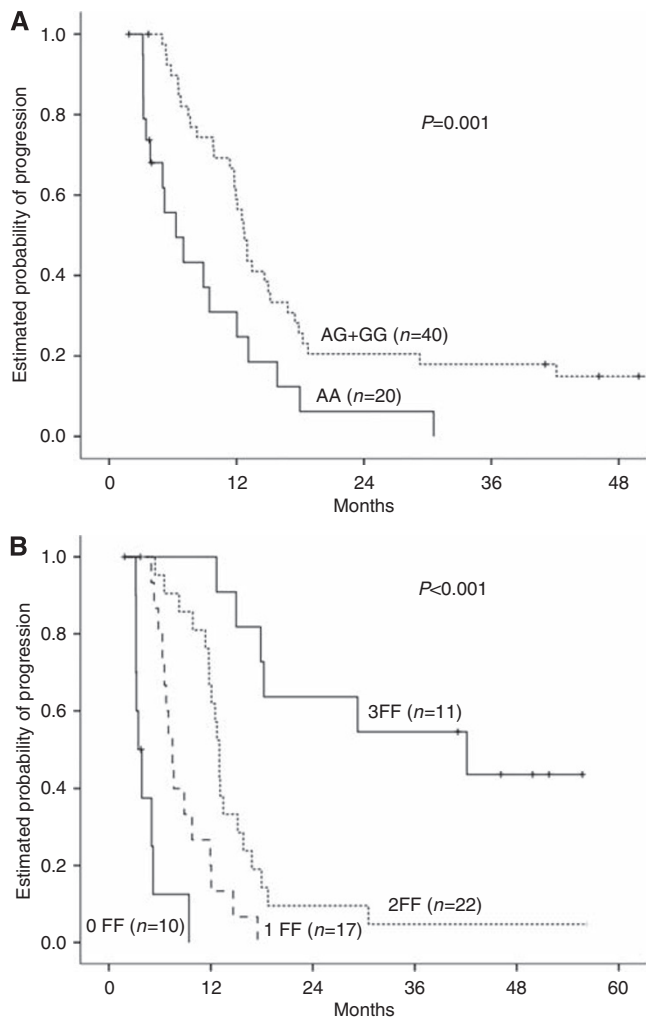 A
Estimated probability of progression
1.0
0.8
0.6
0.4
0.2
0.0
P=0.001
AG+GG (n=40)
AA (n=20)
0 12 24 36 48
Months
B
Estimated probability of progression
1.0
0.8
0.6
0.4
0.2
0.0
P<0.001
3FF (n=11)
2FF (n=22)
0 FF (n=10) 1 FF (n=17)
0 12 24 36 48 60
Months